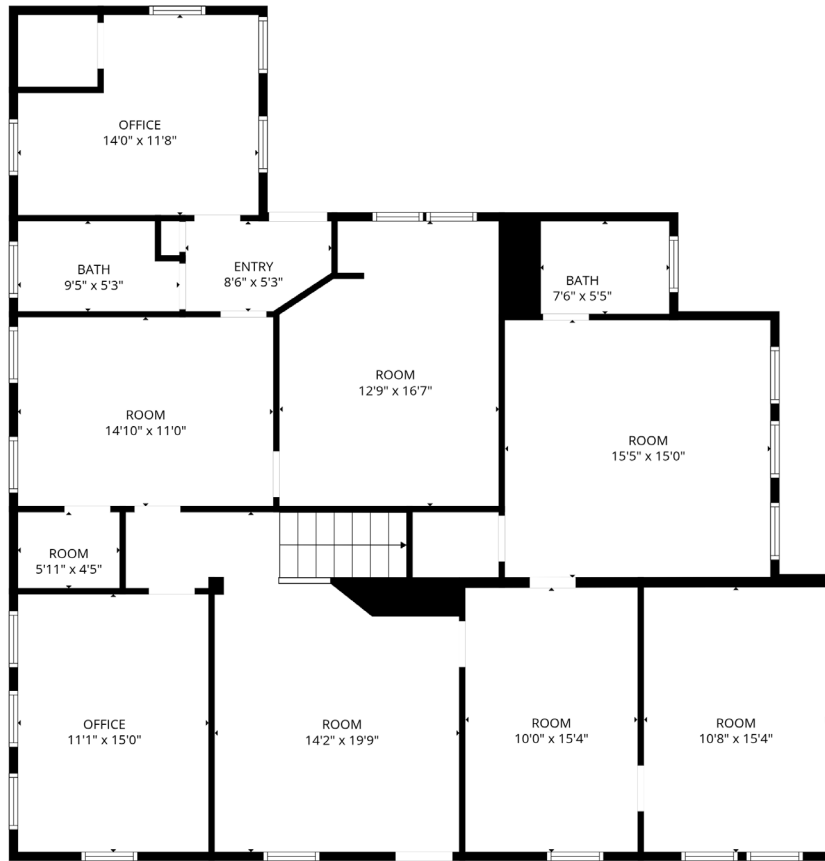 OFFICE
14'0" x 11'8"
BATH
9'5" x 5'3"
ENTRY
8'6" x 5'3"
BATH
7'6" x 5'5"
ROOM
12'9" x 16'7"
ROOM
14'10" x 11'0"
ROOM
15'5" x 15'0"
ROOM
5'11" x 4'5"
OFFICE
11'1" x 15'0"
ROOM
14'2" x 19'9"
ROOM
10'0" x 15'4"
ROOM
10'8" x 15'4"